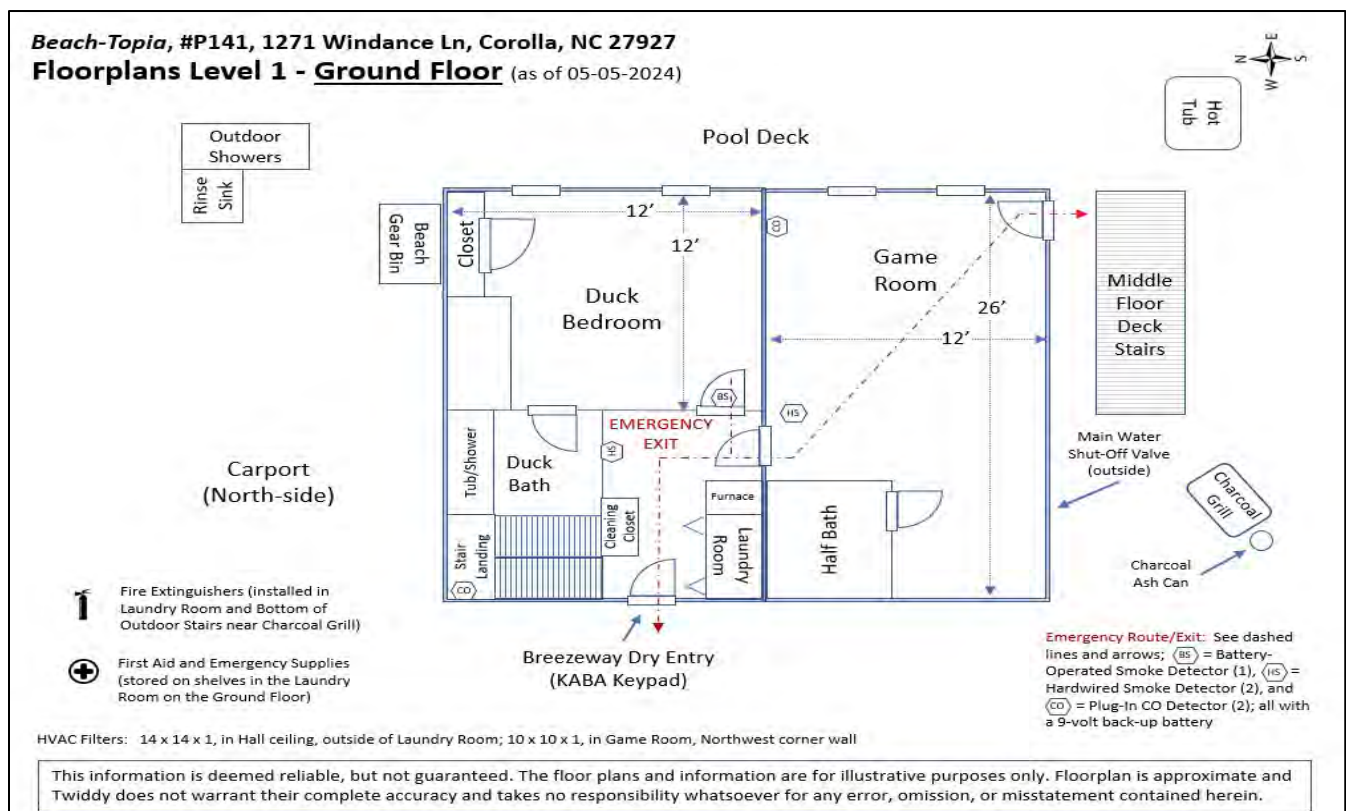 Beach-Topia, #P141, 1271 Windance Ln, Corolla, NC 27927
Floorplans Level 1 - Ground Floor (as of 05-05-2024)
E
N
S
W
Hot
Tub
Outdoor
Showers
Rinse
Sink
Pool Deck
Beach
Gear Bin
Closet
12’
12’
Duck
Bedroom
CO
Game
Room
26’
12’
Middle
Floor
Deck
Stairs
BS
HS
EMERGENCY
EXIT
HS
Tub/Shower
Duck
Bath
Carport
(North-side)
Main Water
Shut-Off Valve
(outside)
Charcoal
Grill
Charcoal
Ash Can
Furnace
Cleaning
Closet
Laundry
Room
Half Bath
Stair
Landing
CO
Fire Extinguishers (installed in
Laundry Room and Bottom of
Outdoor Stairs near Charcoal Grill)
First Aid and Emergency Supplies
(stored on shelves in the Laundry
Room on the Ground Floor)
Breezeway Dry Entry
(KABA Keypad)
Emergency Route/Exit: See dashed
lines and arrows; BS = Battery-
Operated Smoke Detector (1), HS =
Hardwired Smoke Detector (2), and
CO = Plug-In CO Detector (2); all with
a 9-volt back-up battery
HVAC Filters: 14 x 14 x 1, in Hall ceiling, outside of Laundry Room; 10 x 10 x 1, in Game Room, Northwest corner wall
This information is deemed reliable, but not guaranteed. The floor plans and information are for illustrative purposes only. Floorplan is approximate and
Twiddy does not warrant their complete accuracy and takes no responsibility whatsoever for any error, omission, or misstatement contained herein.